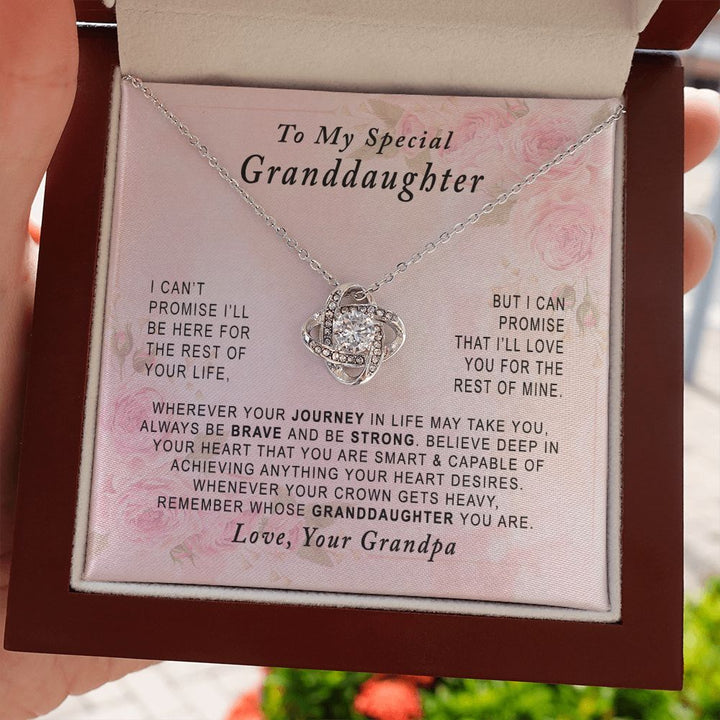 To My Special
Granddaughter
I CAN'T
PROMISE I'LL
BE HERE FOR
THE REST OF
YOUR LIFE,
BUT I CAN
PROMISE
THAT I'LL LOVE
YOU FOR THE
REST OF MINE.
WHEREVER YOUR JOURNEY IN LIFE MAY TAKE YOU,
ALWAYS BE BRAVE AND BE STRONG. BELIEVE DEEP IN
YOUR HEART THAT YOU ARE SMART & CAPABLE OF
ACHIEVING ANYTHING YOUR HEART DESIRES.
WHENEVER YOUR CROWN GETS HEAVY,
REMEMBER WHOSE GRANDDAUGHTER YOU ARE.
Love, Your Grandpa